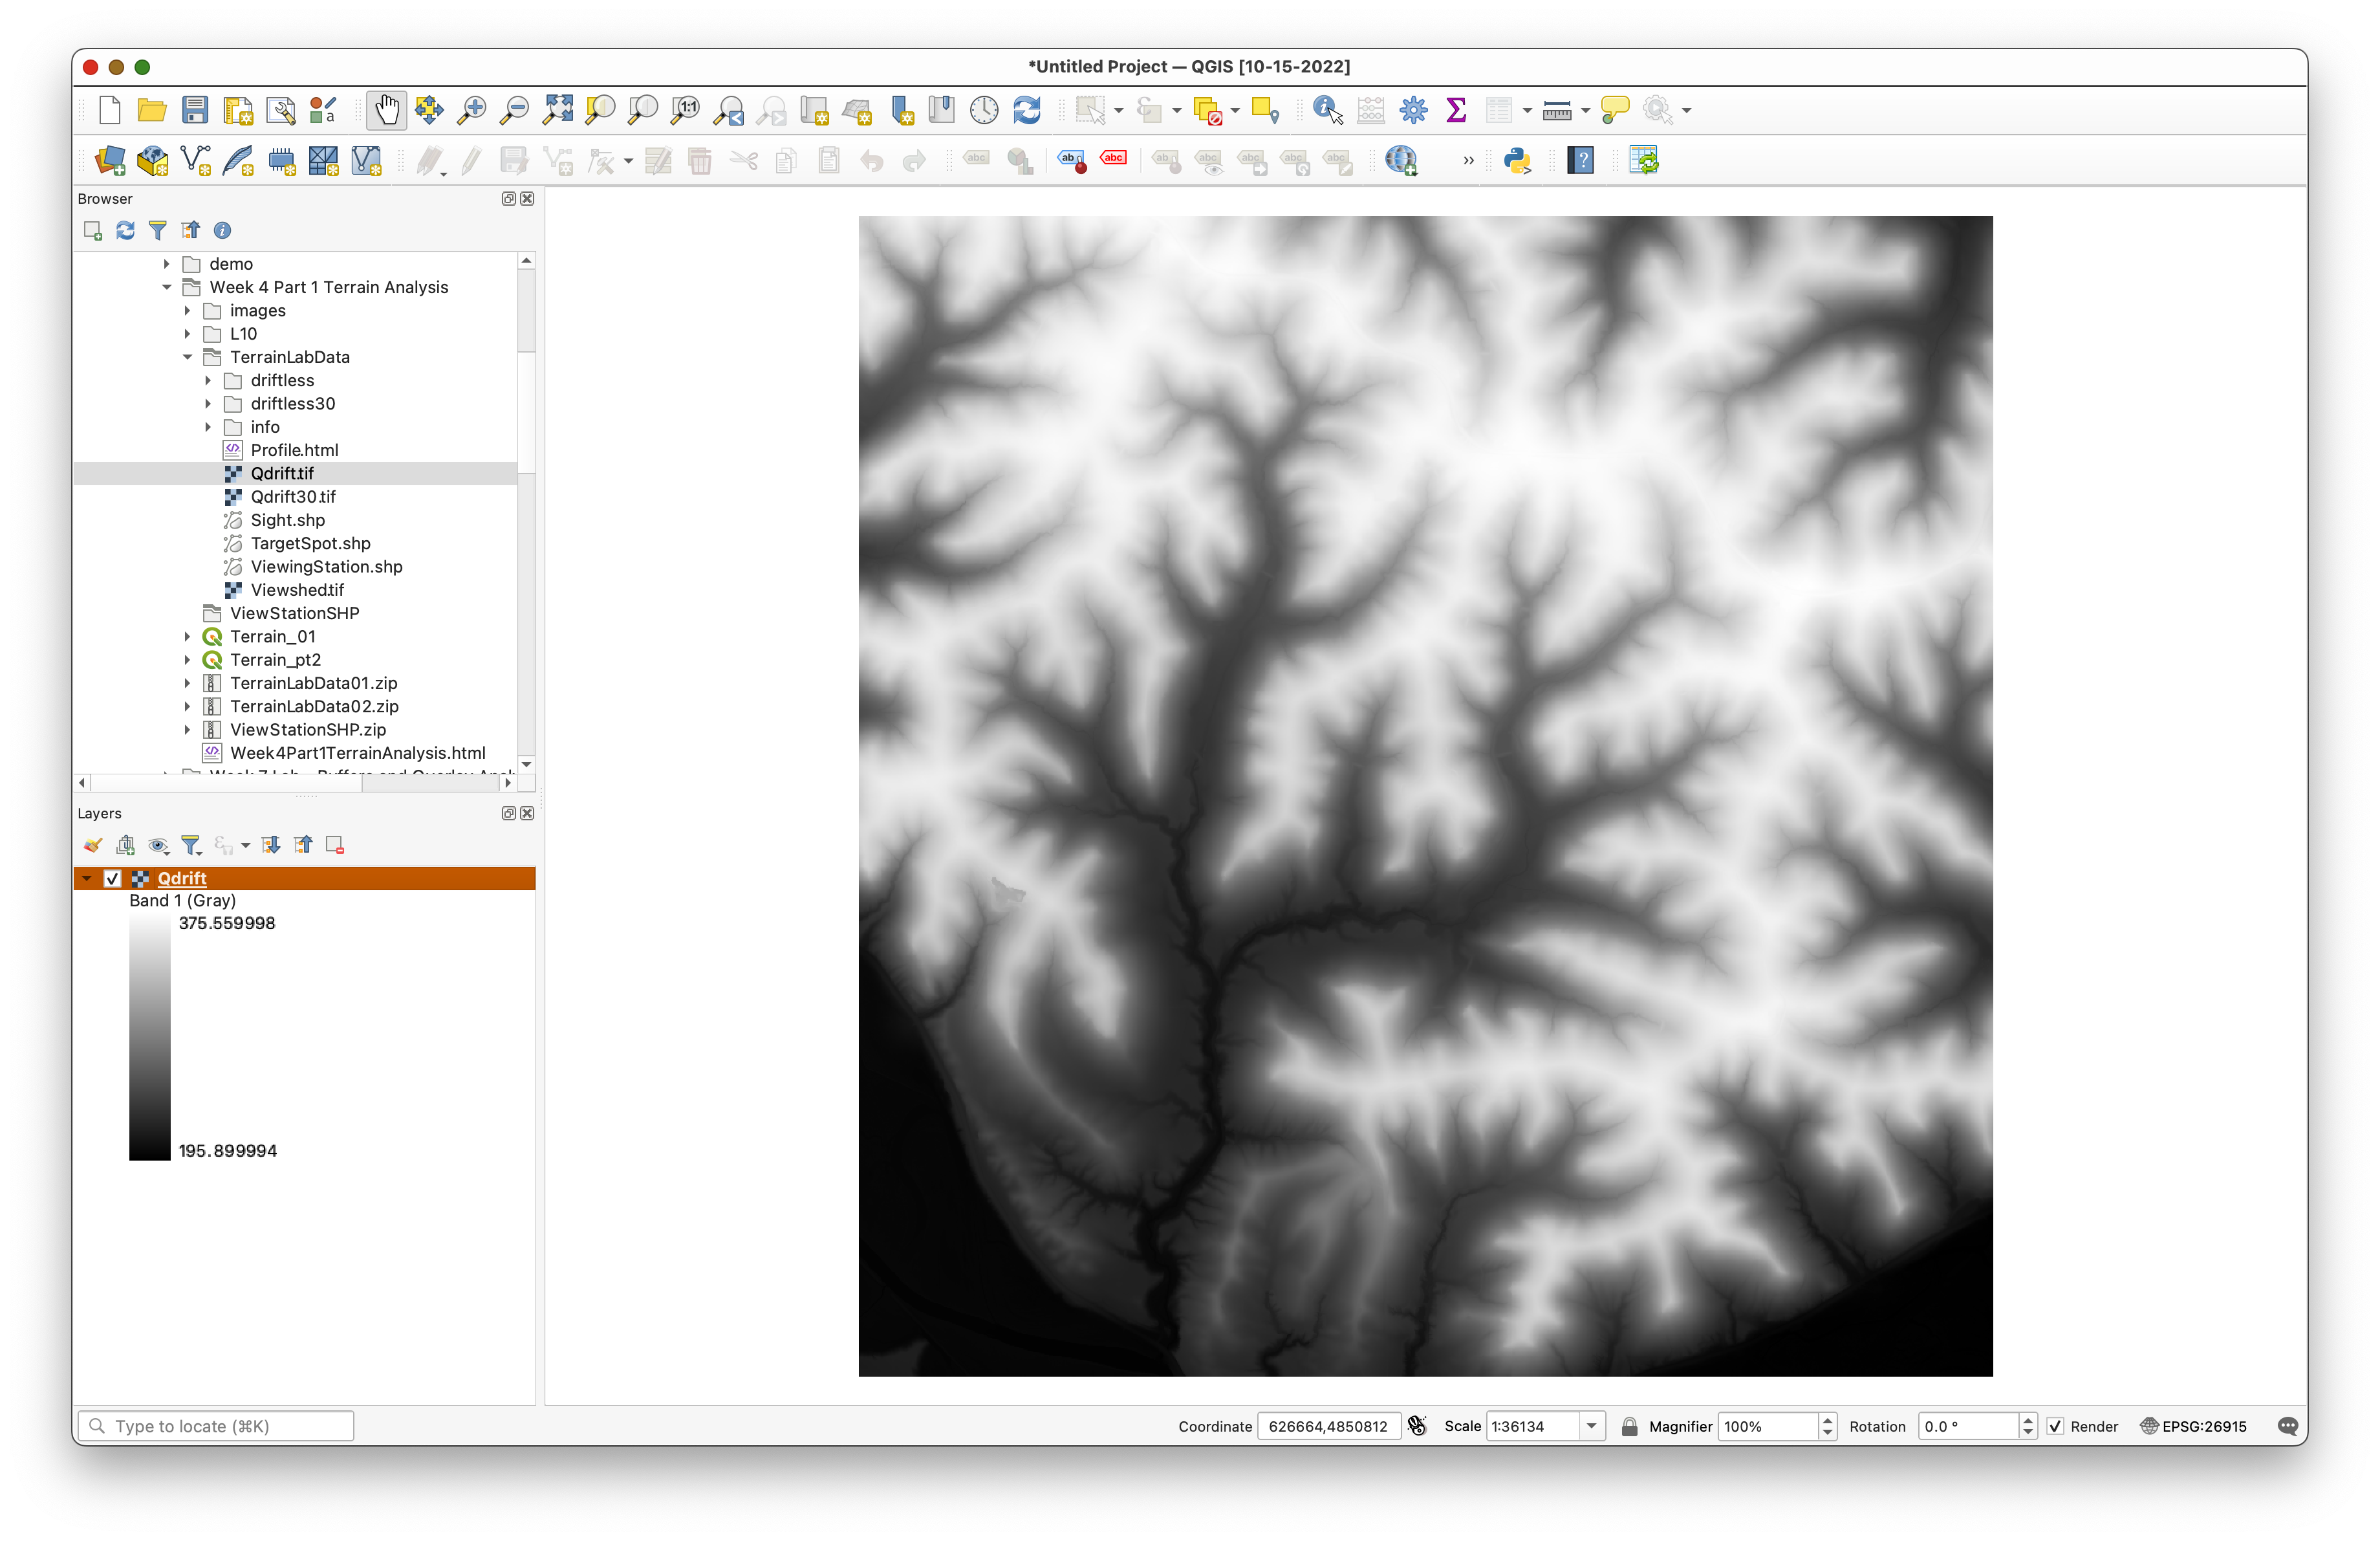 *Untitled Project — QGIS [10-15-2022]
Browser
demo
Week 4 Part 1 Terrain Analysis
images
L10
TerrainLabData
driftless
driftless30
info
Profile.html
Qdrift.tif
Qdrift30.tif
Sight.shp
TargetSpot.shp
ViewingStation.shp
Viewshed.tif
ViewStationSHP
Terrain_01
Terrain_pt2
TerrainLabData01.zip
TerrainLabData02.zip
ViewStationSHP.zip
Week4Part1TerrainAnalysis.html
Layers
Qdrift
Band 1 (Gray)
375.559998
195.899994
Type to locate (⌘K)
Coordinate 626664,4850812 Scale 1:36134 Magnifier 100% Rotation 0.0 ° Render EPSG:26915